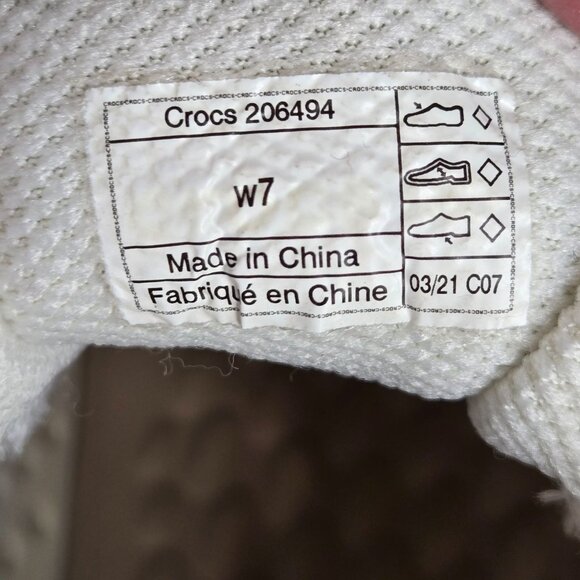 Crocs 206494
W7
Made in China
Fabriqué en Chine
03/21 C07